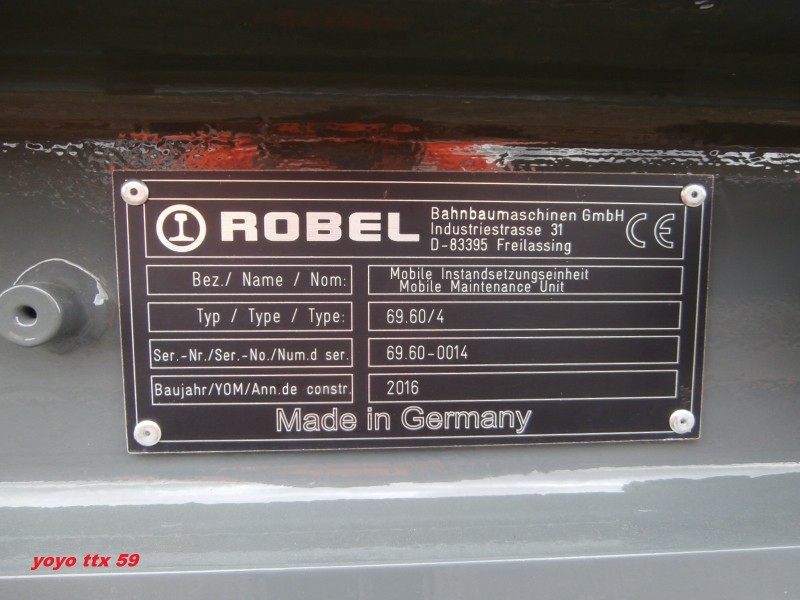 ROBEL
Bahnbaumaschinen GmbH
Industriestrasse 31
D-83395 Freilassing
CE
Bez./ Name / Nom:
Mobile Instandsetzungseinheit
Mobile Maintenance Unit
Typ / Type / Type:
69.60/4
Ser.-Nr./Ser.-No./Num.d ser.
69.60-0014
Baujahr/YOM/Ann.de constr.
2016
Made in Germany
yoyo ttx 59